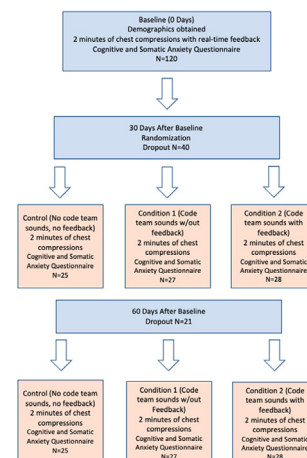 Baseline (0 Days)
Demographics obtained
2 minutes of chest compressions with real-time feedback
Cognitive and Somatic Anxiety Questionnaire
N=120
30 Days After Baseline
Randomization
Dropout N=40
Control (No code team
sounds, no feedback)
2 minutes of chest
compressions
Cognitive and Somatic
Anxiety Questionnaire
N=25
Condition 1 (Code
team sounds w/out
feedback)
2 minutes of chest
compressions
Cognitive and Somatic
Anxiety Questionnaire
N=27
Condition 2 (Code
team sounds with
feedback)
2 minutes of chest
compressions
Cognitive and Somatic
Anxiety Questionnaire
N=28
60 Days After Baseline
Dropout N=21
Control (No code team
sounds, no feedback)
2 minutes of chest
compressions
Cognitive and Somatic
Anxiety Questionnaire
N=25
Condition 1 (Code
team sounds w/out
Feedback)
2 minutes of chest
compressions
Cognitive and Somatic
Anxiety Questionnaire
N=27
Condition 2 (Code
team sounds with
feedback)
2 minutes of chest
compressions
Cognitive and Somatic
Anxiety Questionnaire
N=28